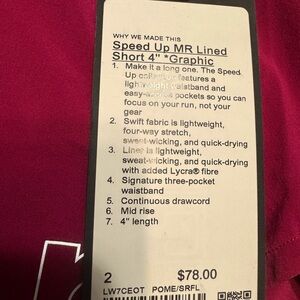 WHY WE MADE THIS
Speed Up MR Lined
Short 4" *Graphic
1. Make it a long one. The Speed
Up collection features a
lightweight waistband and
easy-access pockets so you can
focus on your run, not your
gear
2. Swift fabric is lightweight,
four-way stretch,
sweat-wicking, and quick-drying
3. Liner is lightweight,
sweat-wicking, and quick-drying
with added Lycra® fibre
4. Signature three-pocket
waistband
5. Continuous drawcord
6. Mid rise
7. 4" length
2 $78.00
LW7CEOT POME/SRFL